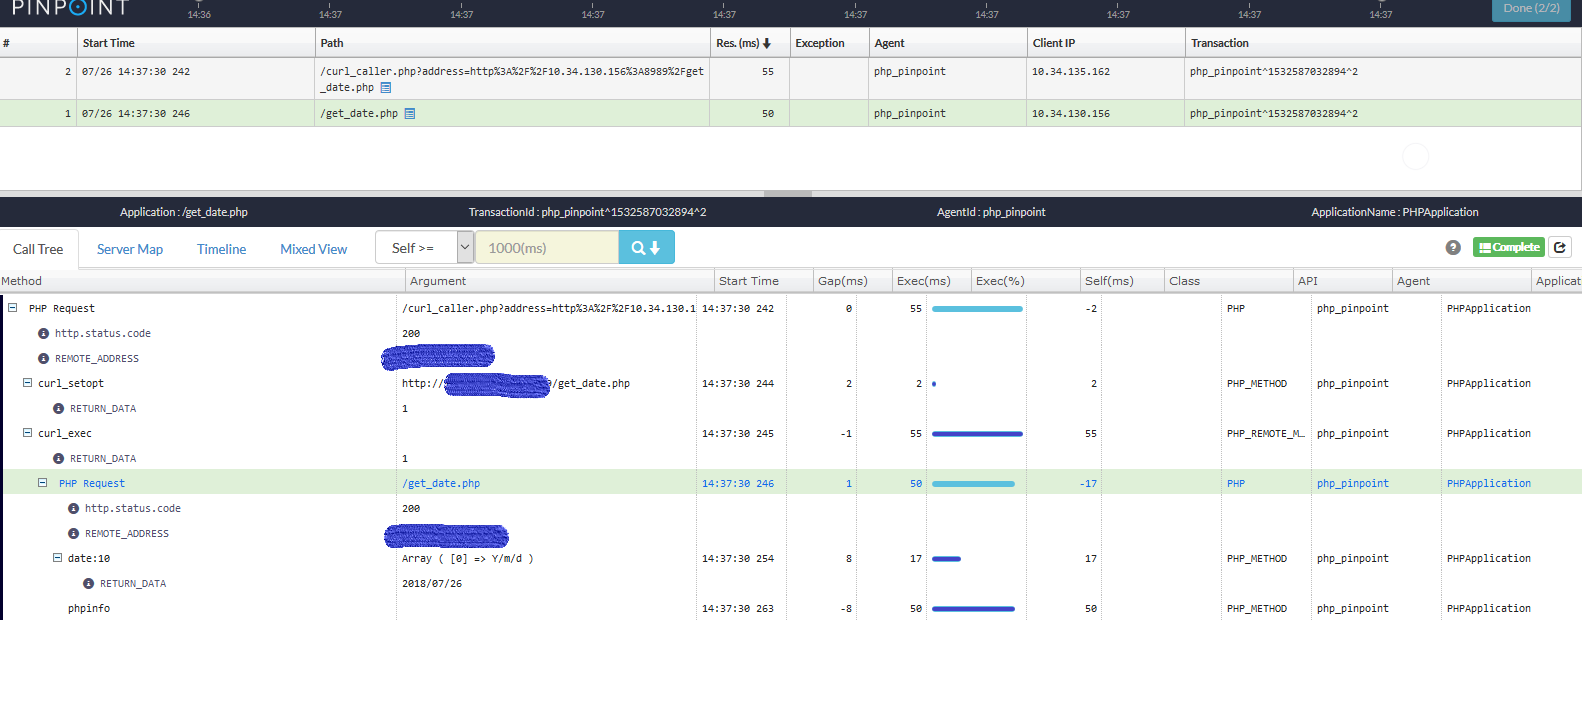 PINPOINT
14:36 14:37 14:37 14:37 14:37 14:37 14:37 14:37 14:37 14:37
Done (2/2)
# Start Time Path Res. (ms) Exception Agent Client IP Transaction
2 07/26 14:37:30 242 /curl_caller.php?address=http%3A%2F%2F10.34.130.156%3A8989%2Fget_date.php 55 php_pinpoint 10.34.135.162 php_pinpoint^1532587032894^2
1 07/26 14:37:30 246 /get_date.php 50 php_pinpoint 10.34.130.156 php_pinpoint^1532587032894^2
Application : /get_date.php TransactionId : php_pinpoint^1532587032894^2 AgentId : php_pinpoint ApplicationName : PHPApplication
Call Tree Server Map Timeline Mixed View Self >= 1000(ms) ? Complete
Method Argument Start Time Gap(ms) Exec(ms) Exec(%) Self(ms) Class API Agent Applicat
PHP Request /curl_caller.php?address=http%3A%2F%2F10.34.130.1 14:37:30 242 0 55 -2 PHP php_pinpoint PHPApplication
http.status.code 200
REMOTE_ADDRESS
curl_setopt http:// /get_date.php 14:37:30 244 2 2 2 PHP_METHOD php_pinpoint PHPApplication
RETURN_DATA 1
curl_exec 14:37:30 245 -1 55 55 PHP_REMOTE_M... php_pinpoint PHPApplication
RETURN_DATA 1
PHP Request /get_date.php 14:37:30 246 1 50 -17 PHP php_pinpoint PHPApplication
http.status.code 200
REMOTE_ADDRESS
date:10 Array ( [0] => Y/m/d ) 14:37:30 254 8 17 17 PHP_METHOD php_pinpoint PHPApplication
RETURN_DATA 2018/07/26
phpinfo 14:37:30 263 -8 50 50 PHP_METHOD php_pinpoint PHPApplication